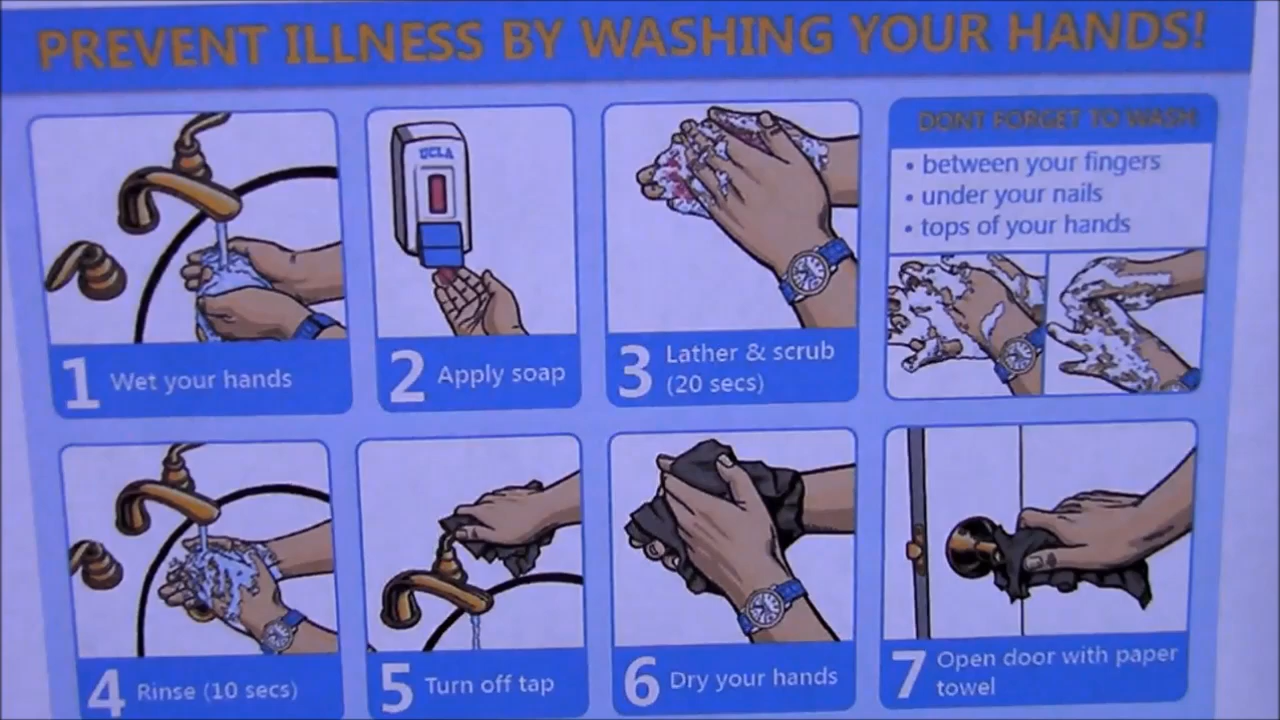 PREVENT ILLNESS BY WASHING YOUR HANDS!
UCLA
1 Wet your hands
2 Apply soap
3 Lather & scrub
(20 secs)
DONT FORGET TO WASH
• between your fingers
• under your nails
• tops of your hands
4 Rinse (10 secs)
5 Turn off tap
6 Dry your hands
7 Open door with paper
towel